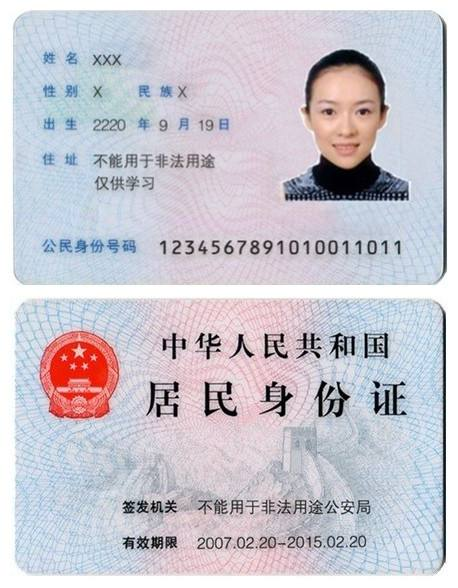 姓名 XXX
性别 X 民族 X
出生 2220 年 9 月 19 日
住址 不能用于非法用途
仅供学习
公民身份号码 1234567891010011011
中华人民共和国
居民身份证
签发机关 不能用于非法用途公安局
有效期限 2007.02.20-2015.02.20